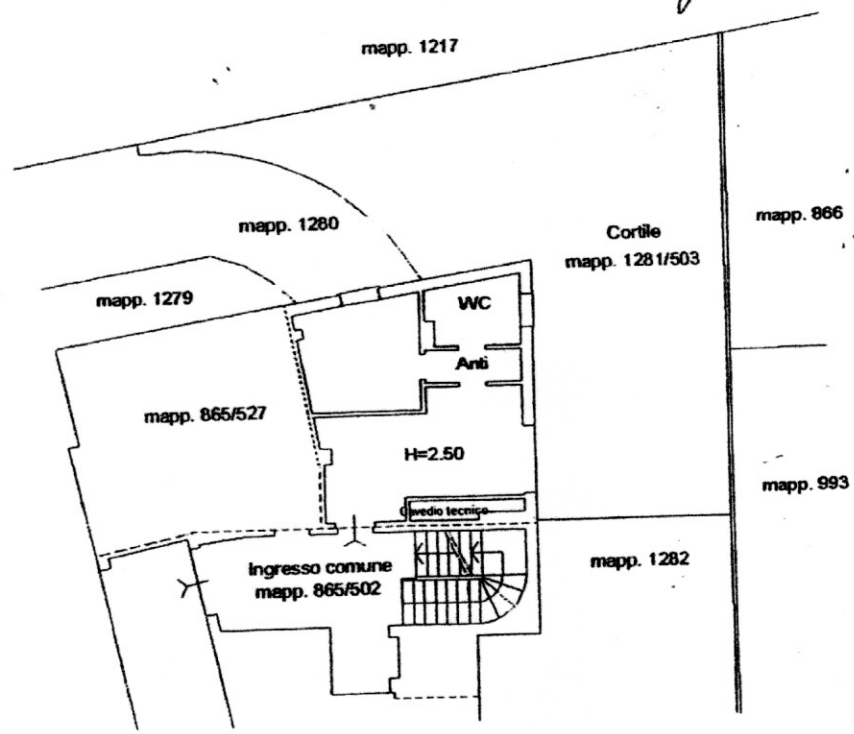 mapp. 1217
mapp. 1280
Cortile
mapp. 1281/503
mapp. 866
mapp. 1279
WC
Anti
mapp. 865/527
H=2.50
mapp. 993
Cavedio tecnico
Ingresso comune
mapp. 865/502
mapp. 1282